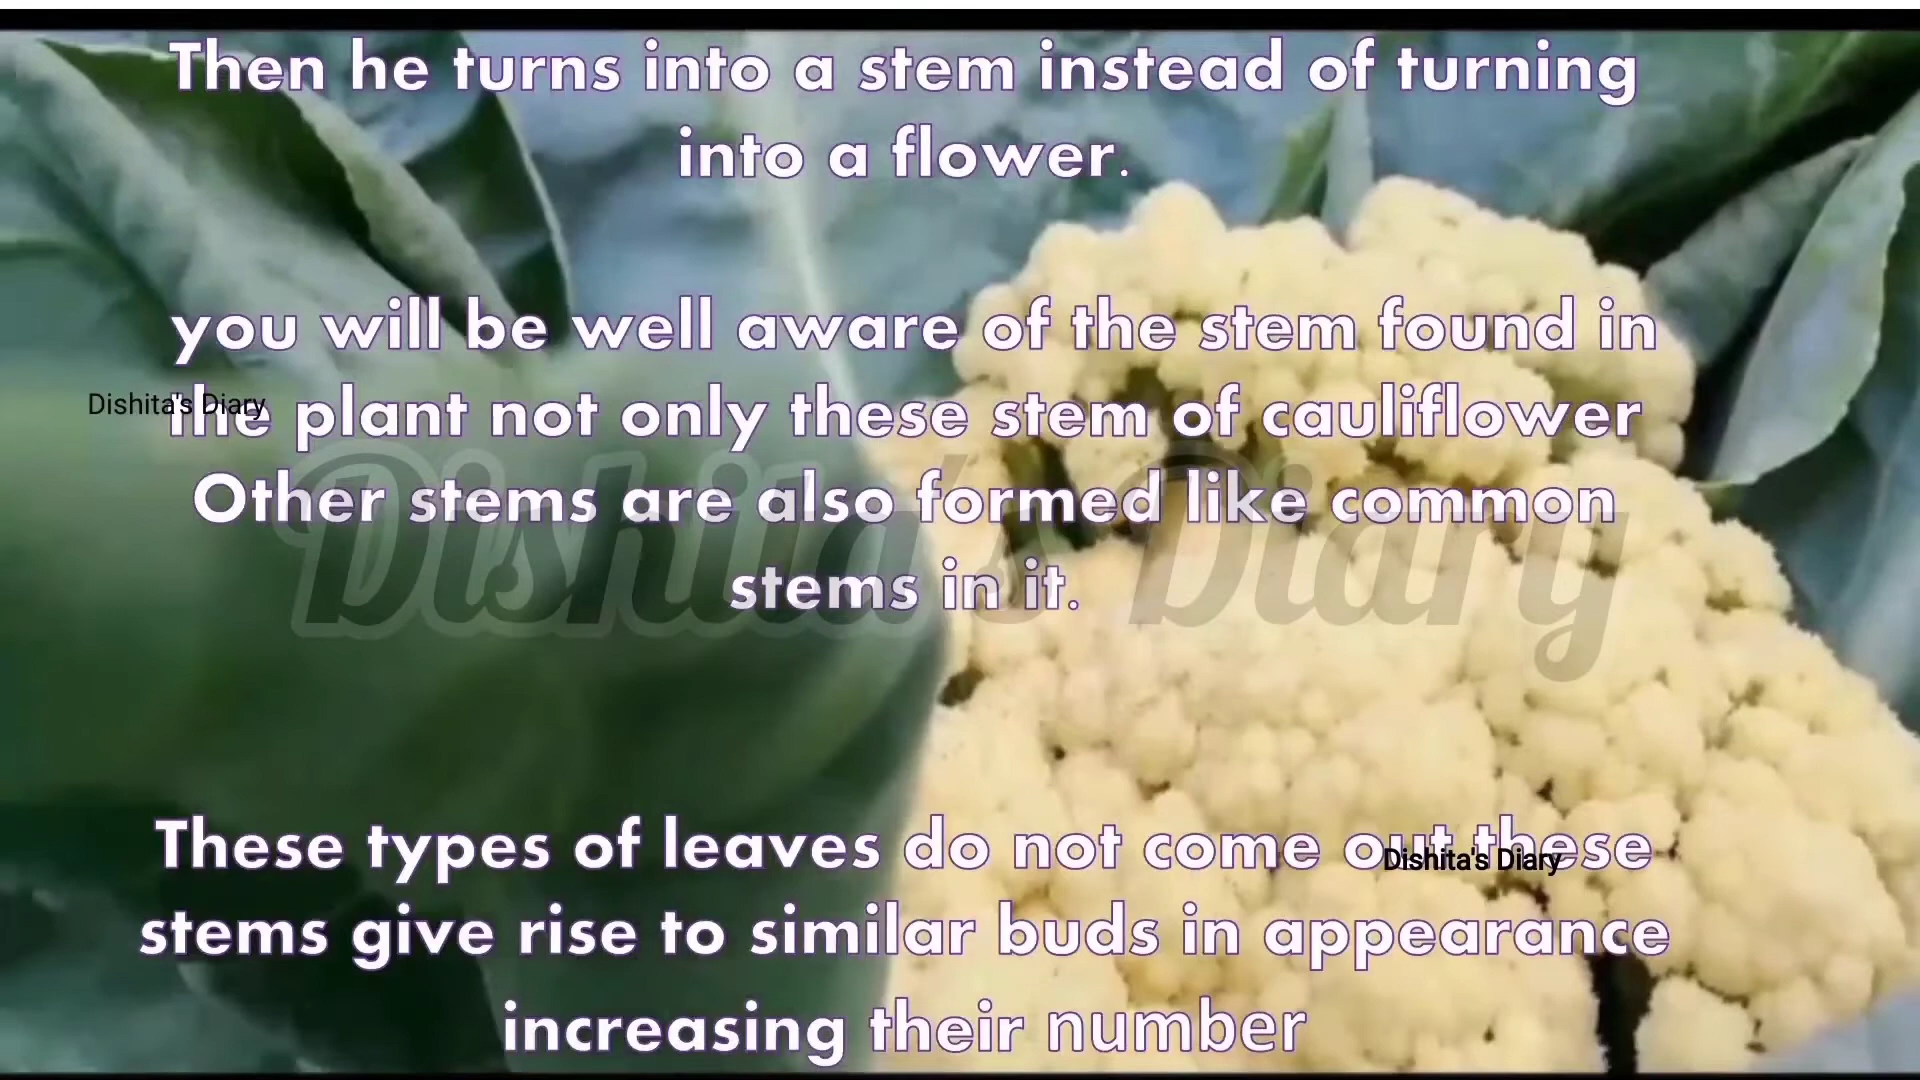 Then he turns into a stem instead of turning
into a flower.
you will be well aware of the stem found in
Dishita's Diary
the plant not only these stem of cauliflower
Other stems are also formed like common
Dishita's Diary
stems in it.
These types of leaves do not come out these
Dishita's Diary
stems give rise to similar buds in appearance
increasing their number